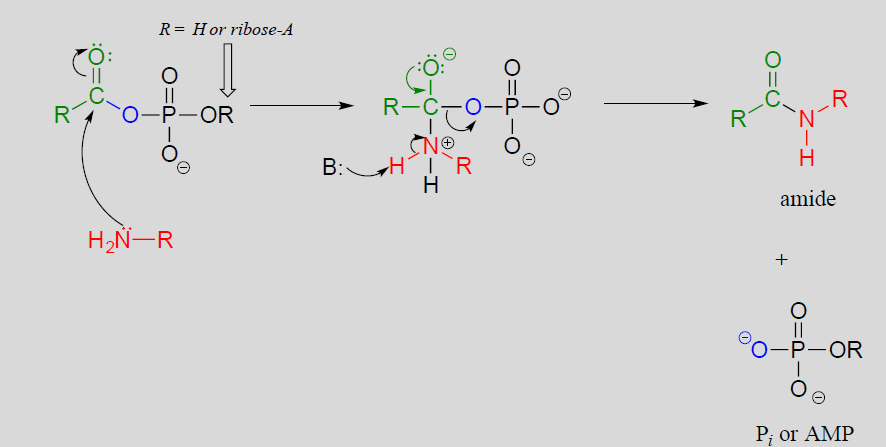 R = H or ribose-A
Ö: O :Ö:⊖ O O
R C O P OR R C O P O⊖ R C N R
O⊖ N⊕ O⊖ H
B: H R
H
H₂N̈ R
amide
+
O
⊖O P OR
O⊖
Pi or AMP